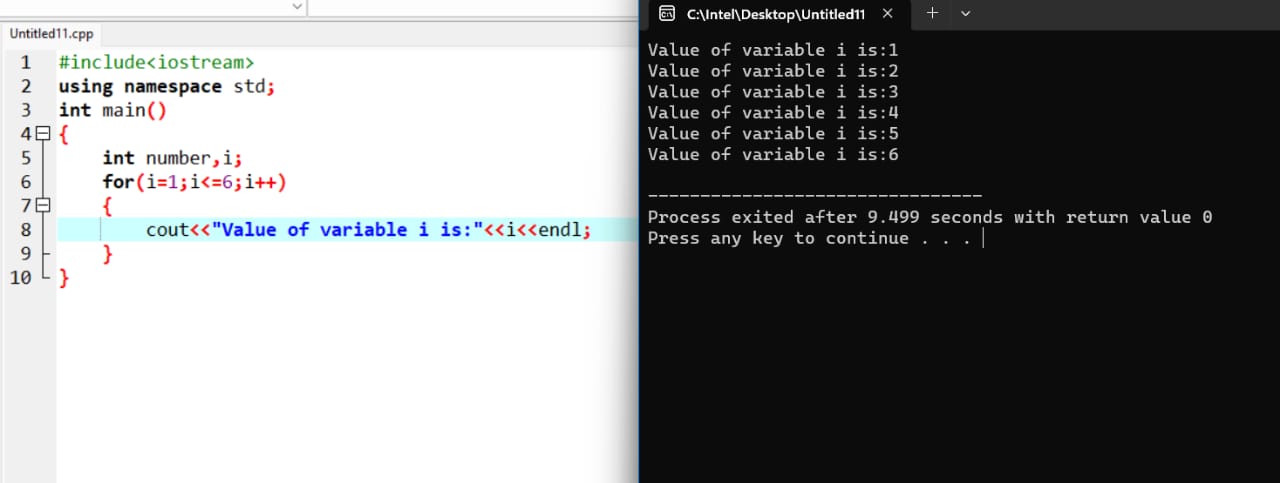 Untitled11.cpp
1 #include<iostream>
2 using namespace std;
3 int main()
4 {
5 int number,i;
6 for(i=1;i<=6;i++)
7 {
8 cout<<"Value of variable i is:"<<i<<endl;
9 }
10 }
C:\Intel\Desktop\Untitled11
Value of variable i is:1
Value of variable i is:2
Value of variable i is:3
Value of variable i is:4
Value of variable i is:5
Value of variable i is:6
--------------------------------
Process exited after 9.499 seconds with return value 0
Press any key to continue . . .